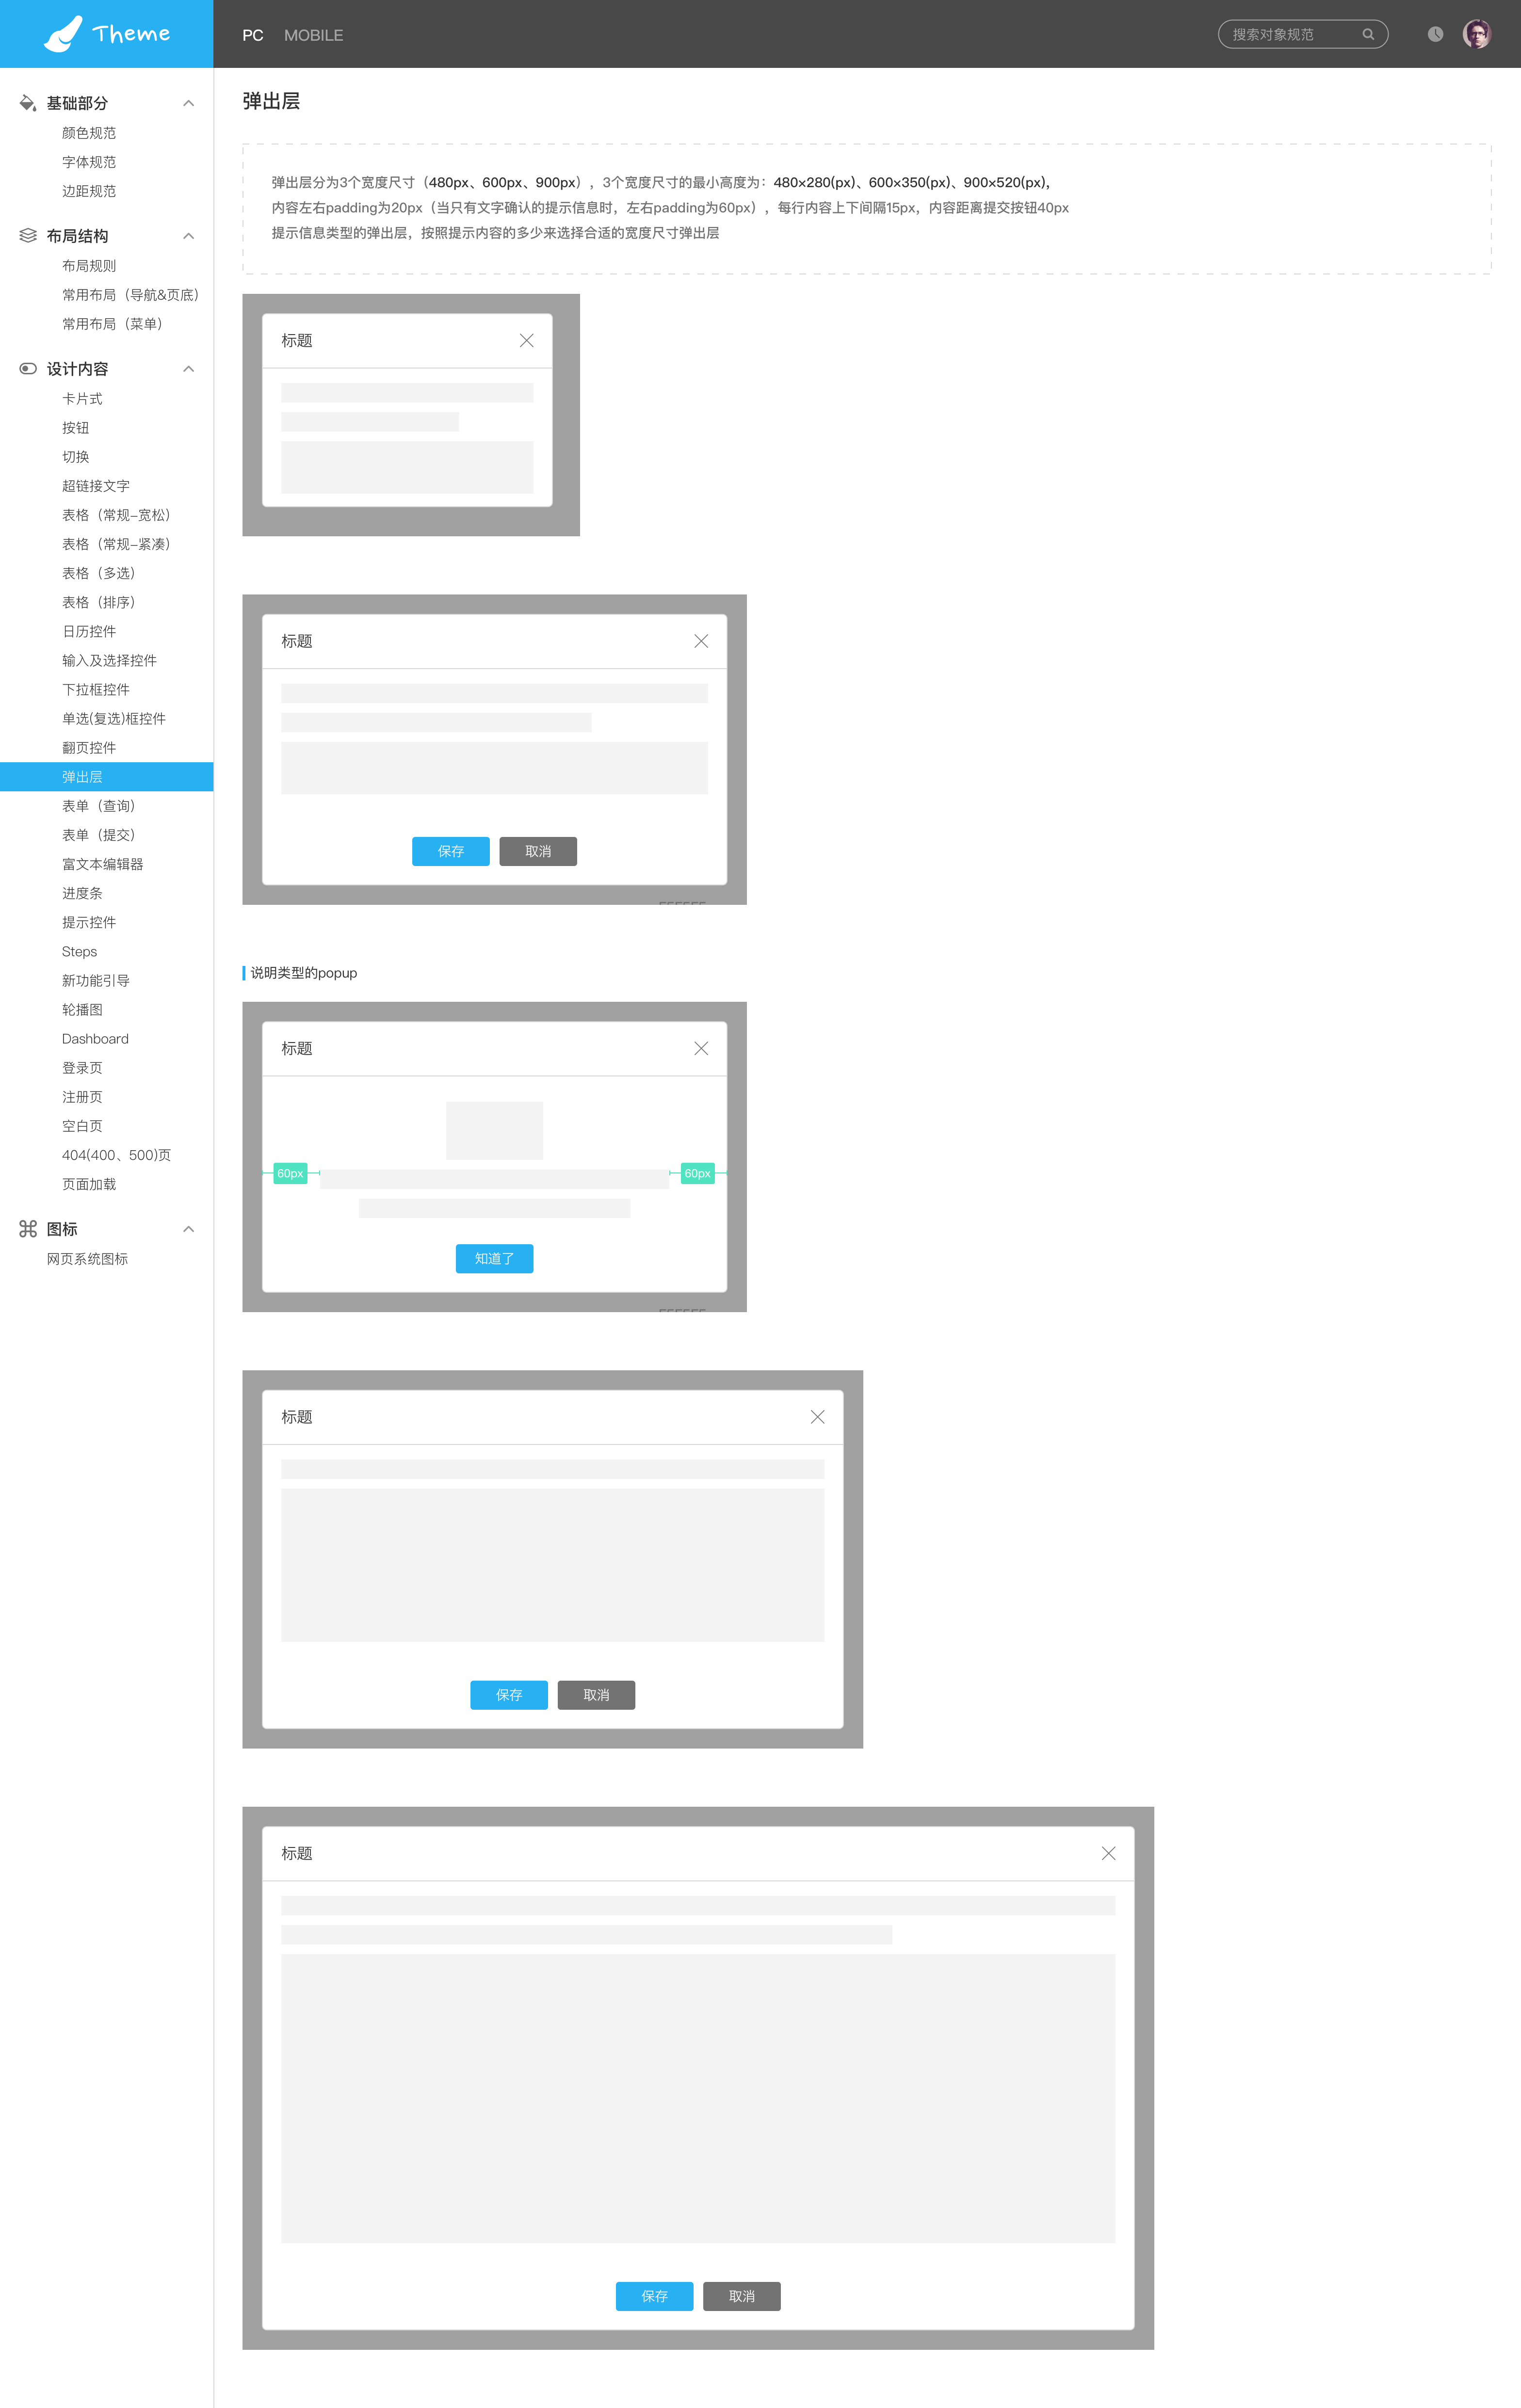 Theme
PC
MOBILE
搜索对象规范
基础部分
颜色规范
字体规范
边距规范
布局结构
布局规则
常用布局（导航&页底）
常用布局（菜单）
设计内容
卡片式
按钮
切换
超链接文字
表格（常规-宽松）
表格（常规-紧凑）
表格（多选）
表格（排序）
日历控件
输入及选择控件
下拉框控件
单选(复选)框控件
翻页控件
弹出层
表单（查询）
表单（提交）
富文本编辑器
进度条
提示控件
Steps
新功能引导
轮播图
Dashboard
登录页
注册页
空白页
404(400、500)页
页面加载
图标
网页系统图标
弹出层
弹出层分为3个宽度尺寸（480px、600px、900px），3个宽度尺寸的最小高度为：480×280(px)、600×350(px)、900×520(px)，
内容左右padding为20px（当只有文字确认的提示信息时，左右padding为60px），每行内容上下间隔15px，内容距离提交按钮40px
提示信息类型的弹出层，按照提示内容的多少来选择合适的宽度尺寸弹出层
标题
标题
保存
取消
说明类型的popup
标题
60px
60px
知道了
标题
保存
取消
标题
保存
取消